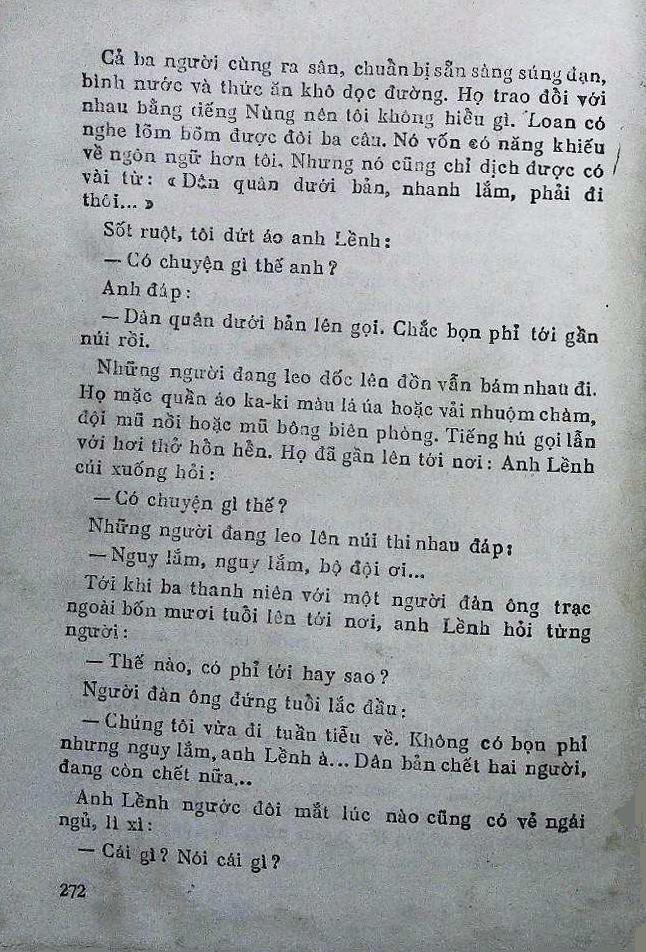 Cả ba người cùng ra sân, chuẩn bị sẵn sàng súng đạn,
bình nước và thức ăn khô dọc đường. Họ trao đổi với
nhau bằng tiếng Nùng nên tôi không hiểu gì. Loan có
nghe lõm bõm được đôi ba câu. Nó vốn có năng khiếu
về ngôn ngữ hơn tôi. Nhưng nó cũng chỉ dịch được có
vài từ: « Dân quân dưới bản, nhanh lắm, phải đi
thôi... »
Sốt ruột, tôi dứt áo anh Lềnh:
— Có chuyện gì thế anh?
Anh đáp:
— Dân quân dưới bản lên gọi. Chắc bọn phỉ tới gần
núi rồi.
Những người đang leo dốc lên đồn vẫn bám nhau đi.
Họ mặc quần áo ka-ki màu lá úa hoặc vải nhuộm chàm,
đội mũ nồi hoặc mũ bông biên phòng. Tiếng hú gọi lẫn
với hơi thở hồn hền. Họ đã gần lên tới nơi: Anh Lềnh
cúi xuống hỏi:
— Có chuyện gì thế?
Những người đang leo lên núi thi nhau đáp:
— Nguy lắm, nguy lắm, bộ đội ơi...
Tới khi ba thanh niên với một người đàn ông trạc
ngoài bốn mươi tuổi lên tới nơi, anh Lềnh hỏi từng
người:
— Thế nào, có phỉ tới hay sao?
Người đàn ông đứng tuổi lắc đầu:
— Chúng tôi vừa đi tuần tiễu về. Không có bọn phỉ
nhưng nguy lắm, anh Lềnh à... Dân bản chết hai người,
đang còn chết nữa...
Anh Lềnh ngước đôi mắt lúc nào cũng có vẻ ngái
ngủ, lì xì:
— Cái gì? Nói cái gì?
272